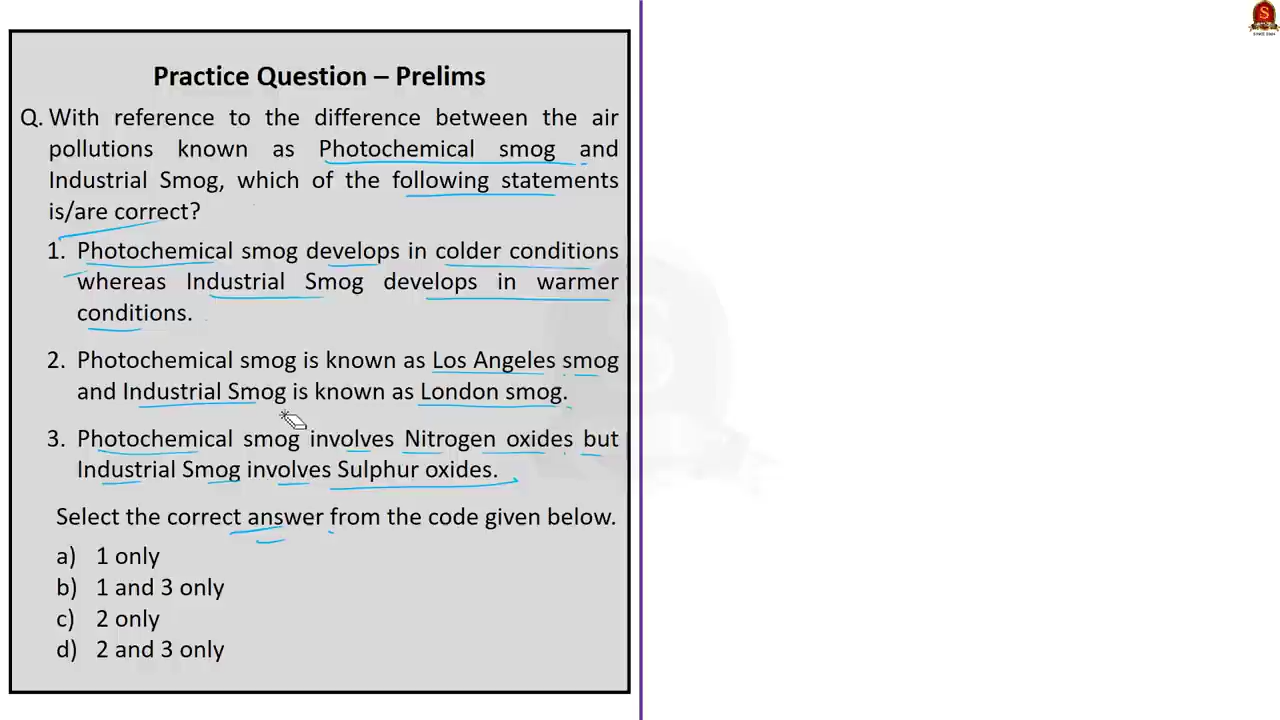 Practice Question – Prelims
Q. With reference to the difference between the air
pollutions known as Photochemical smog and
Industrial Smog, which of the following statements
is/are correct?
1. Photochemical smog develops in colder conditions
whereas Industrial Smog develops in warmer
conditions.
2. Photochemical smog is known as Los Angeles smog
and Industrial Smog is known as London smog.
3. Photochemical smog involves Nitrogen oxides but
Industrial Smog involves Sulphur oxides.
Select the correct answer from the code given below.
a) 1 only
b) 1 and 3 only
c) 2 only
d) 2 and 3 only
S